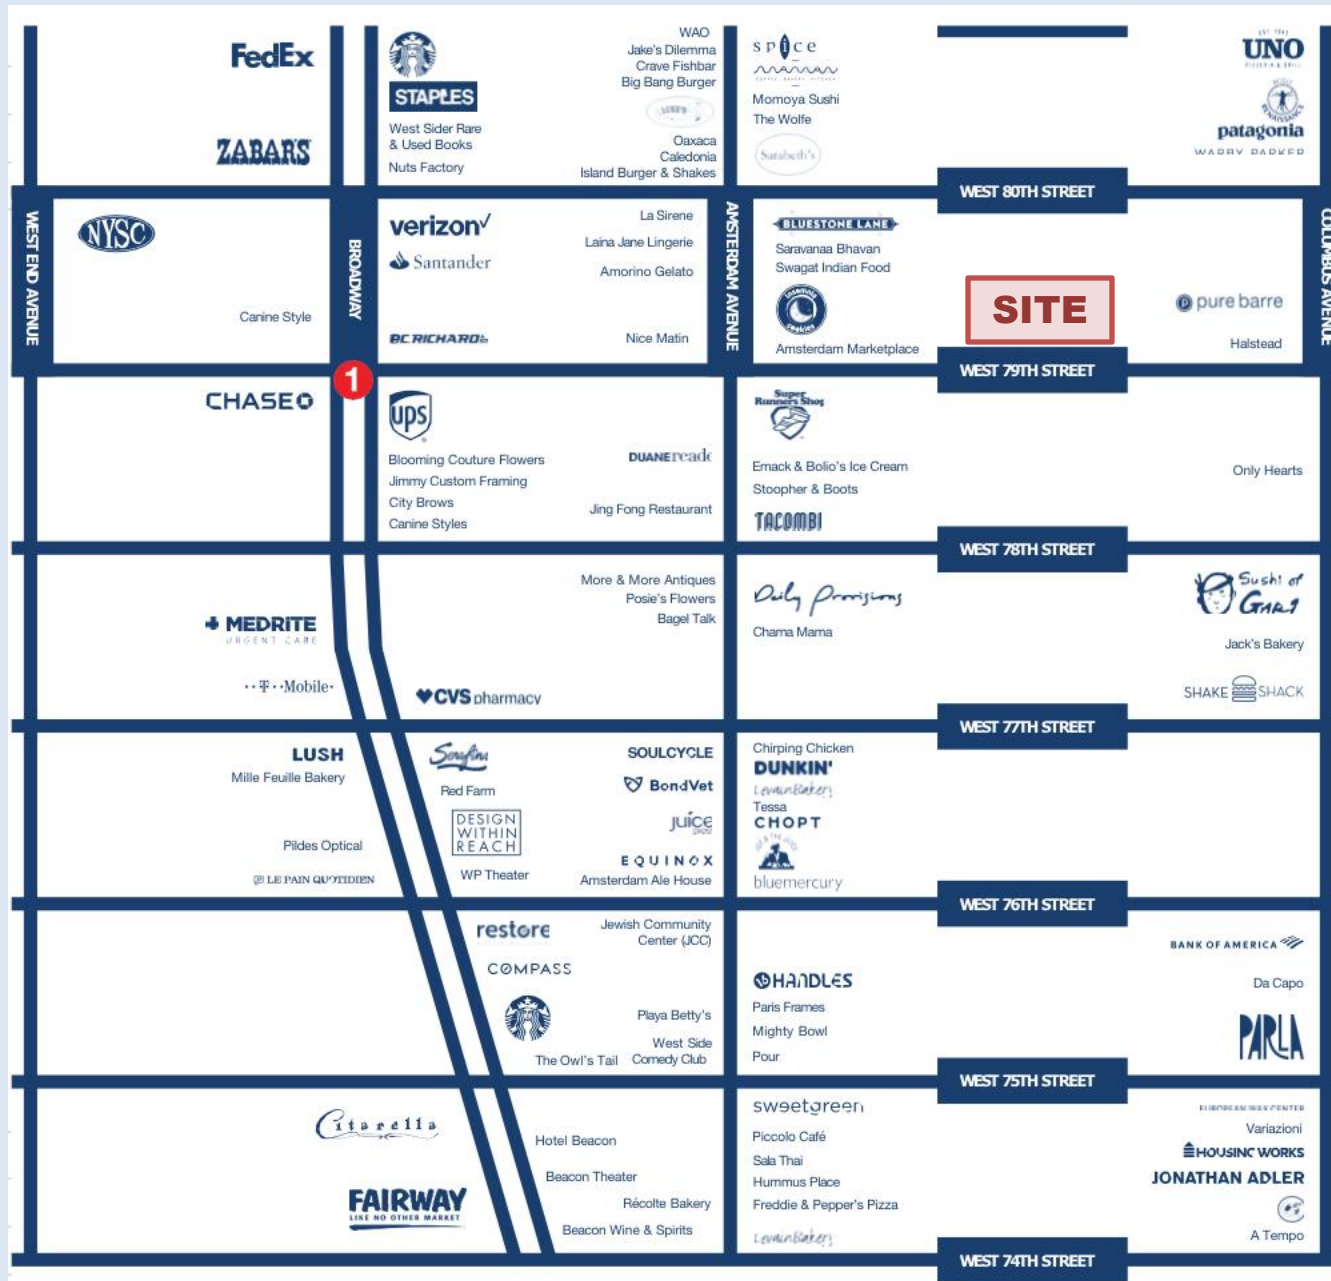 FedEx
ZABAR'S
STAPLES
West Sider Rare
& Used Books
Nuts Factory
WAO
Jake's Dilemma
Crave Fishbar
Big Bang Burger
Oaxaca
Caledonia
Island Burger & Shakes
spice
Momoya Sushi
The Wolfe
Sarabeth's
UNO
patagonia
WARBY PARKER
WEST 80TH STREET
WEST END AVENUE
NYSC
Canine Style
BROADWAY
verizon
Santander
La Sirene
Laina Jane Lingerie
Amorino Gelato
Nice Matin
AMSTERDAM AVENUE
BLUESTONE LANE
Saravanaa Bhavan
Swagat Indian Food
insomnia
cookies
Amsterdam Marketplace
SITE
pure barre
Halstead
COLUMBUS AVENUE
WEST 79TH STREET
1
CHASE
ups
Blooming Couture Flowers
Jimmy Custom Framing
City Brows
Canine Styles
DUANEreade
Jing Fong Restaurant
Super
Runners Shop
Emack & Bolio's Ice Cream
Stoopher & Boots
TACOMBI
Only Hearts
WEST 78TH STREET
MEDRITE
URGENT CARE
T Mobile
CVS pharmacy
More & More Antiques
Posie's Flowers
Bagel Talk
Daily Provisions
Chama Mama
Sushi of
GARI
Jack's Bakery
SHAKE SHACK
WEST 77TH STREET
LUSH
Mille Feuille Bakery
Pildes Optical
LE PAIN QUOTIDIEN
Serafina
Red Farm
DESIGN
WITHIN
REACH
WP Theater
SOULCYCLE
BondVet
JUICE
EQUINOX
Amsterdam Ale House
Chirping Chicken
DUNKIN'
Levain Bakery
Tessa
CHOPT
bluemercury
WEST 76TH STREET
restore
COMPASS
The Owl's Tail
Jewish Community
Center (JCC)
Playa Betty's
West Side
Comedy Club
HANDLES
Paris Frames
Mighty Bowl
Pour
BANK OF AMERICA
Da Capo
PARLA
WEST 75TH STREET
Citarella
FAIRWAY
LIKE NO OTHER MARKET
Hotel Beacon
Beacon Theater
Récolte Bakery
Beacon Wine & Spirits
sweetgreen
Piccolo Café
Sala Thai
Hummus Place
Freddie & Pepper's Pizza
Levain Bakery
EUROPEAN WAX CENTER
Variazioni
HOUSING WORKS
JONATHAN ADLER
A Tempo
WEST 74TH STREET